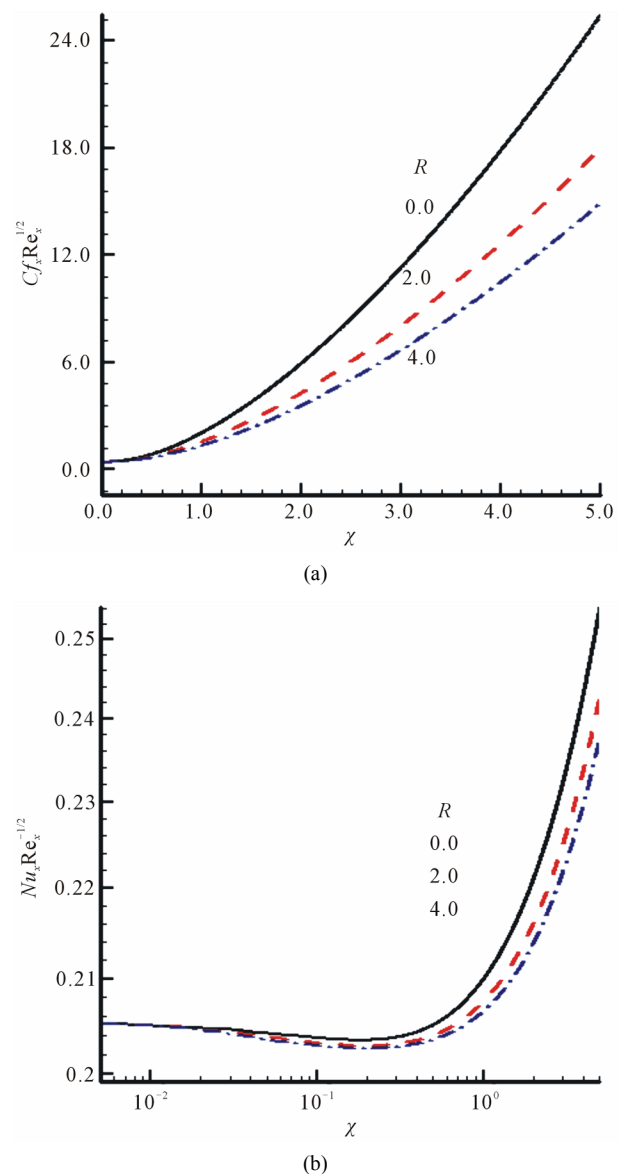 24.0
18.0
12.0
6.0
0.0
Cf_x Re_x^{1/2}
R
0.0
2.0
4.0
0.0 1.0 2.0 3.0 4.0 5.0
χ
(a)
0.25
0.24
0.23
0.22
0.21
0.2
Nu_x Re_x^{-1/2}
R
0.0
2.0
4.0
10^{-2} 10^{-1} 10^{0}
χ
(b)